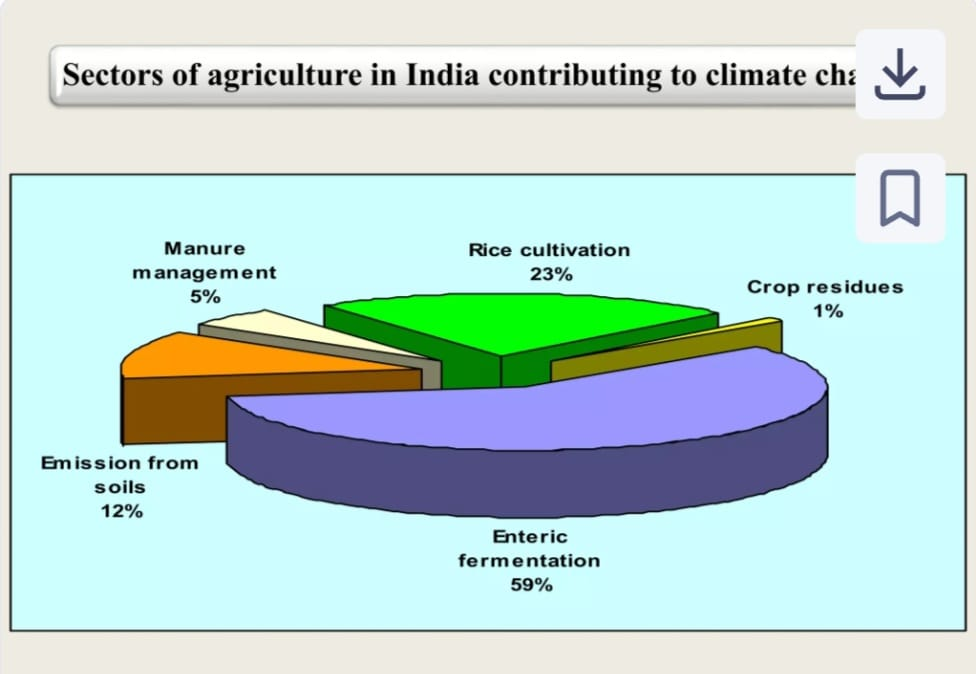 Sectors of agriculture in India contributing to climate
Manure
management
5%
Rice cultivation
23%
Crop residues
1%
Emission from
soils
12%
Enteric
fermentation
59%